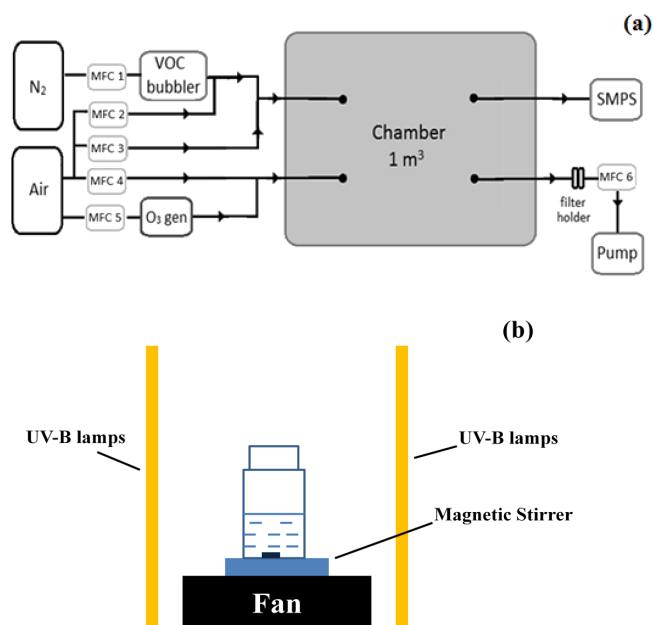 (a)
N₂
MFC 1
VOC
bubbler
MFC 2
MFC 3
Air
MFC 4
MFC 5
O₃ gen
Chamber
1 m³
SMPS
filter
holder
MFC 6
Pump
(b)
UV-B lamps
UV-B lamps
Magnetic Stirrer
Fan